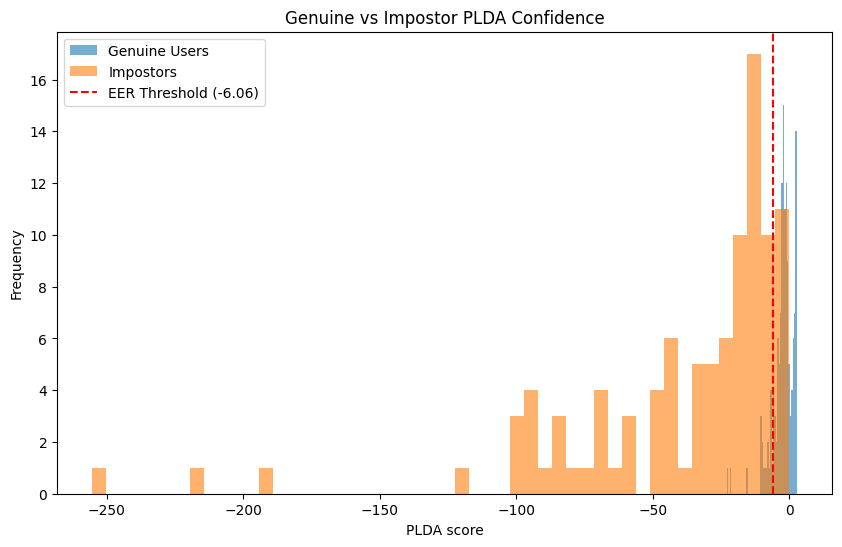 Genuine vs Impostor PLDA Confidence
Genuine Users
Impostors
EER Threshold (-6.06)
16
14
12
10
8
6
4
2
0
Frequency
−250
−200
−150
−100
−50
0
PLDA score